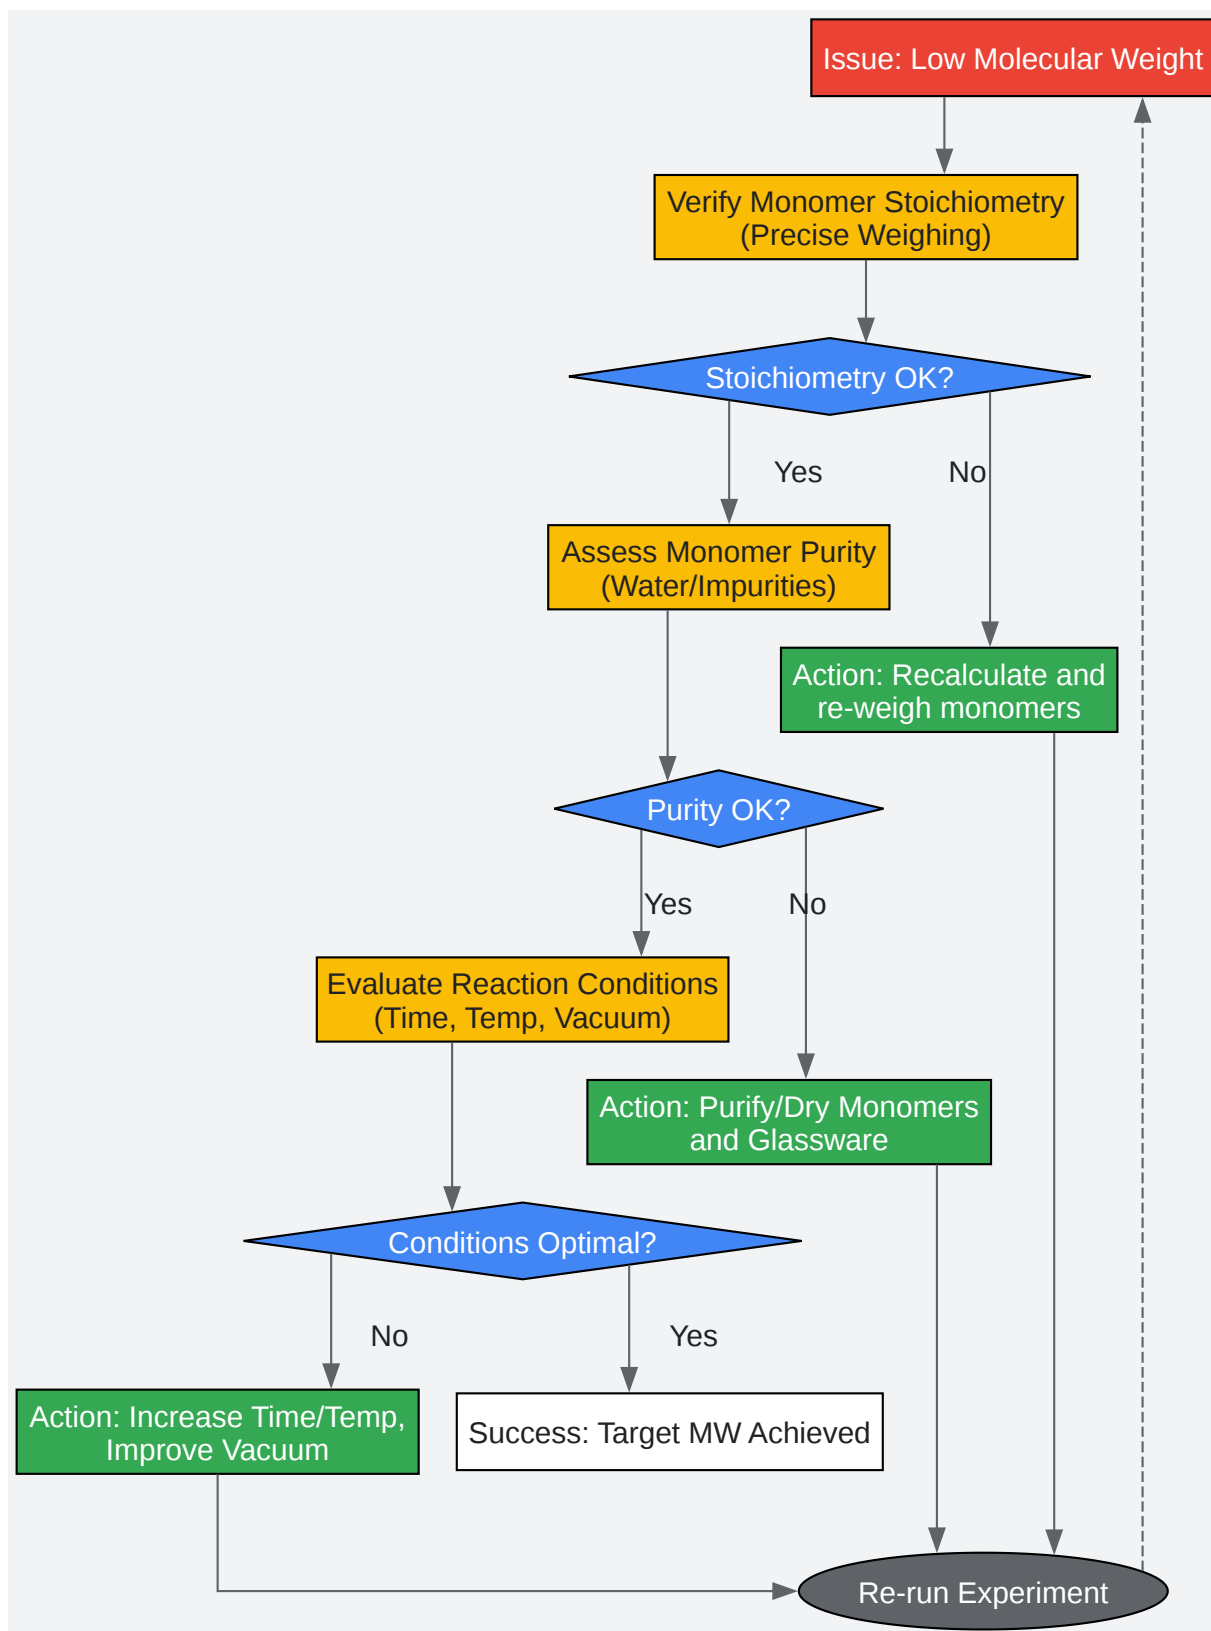 Issue: Low Molecular Weight
Verify Monomer Stoichiometry
(Precise Weighing)
Stoichiometry OK?
Yes
No
Assess Monomer Purity
(Water/Impurities)
Action: Recalculate and
re-weigh monomers
Purity OK?
Yes
No
Evaluate Reaction Conditions
(Time, Temp, Vacuum)
Action: Purify/Dry Monomers
and Glassware
Conditions Optimal?
No
Yes
Action: Increase Time/Temp,
Improve Vacuum
Success: Target MW Achieved
Re-run Experiment